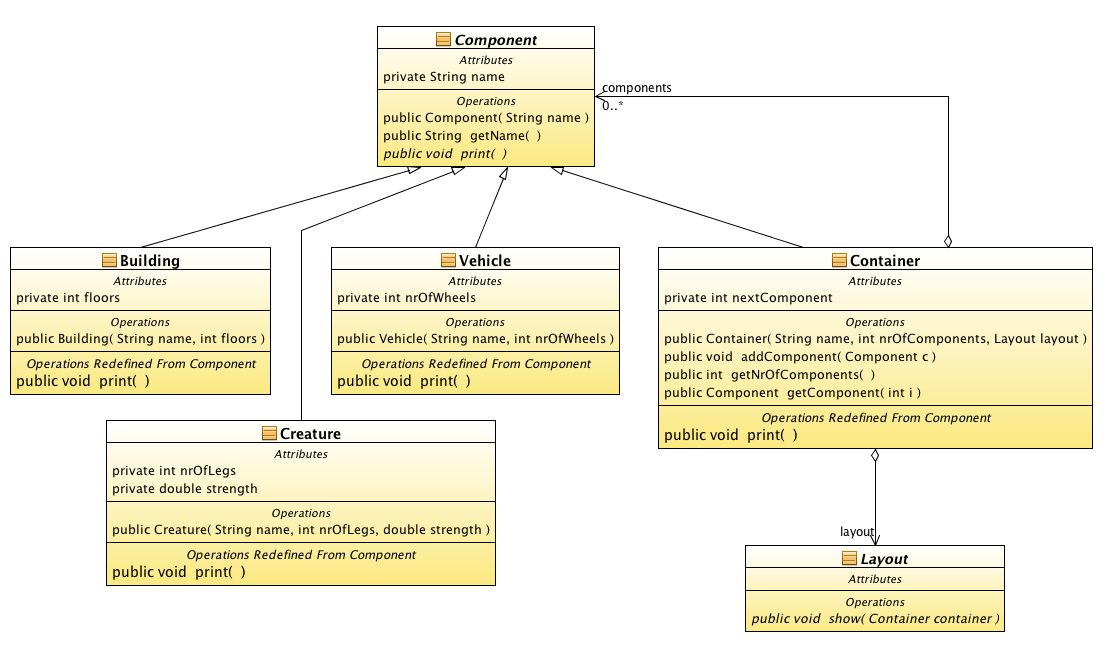 Component
Attributes
private String name
Operations
public Component( String name )
public String getName( )
public void print( )
components
0..*
Building
Attributes
private int floors
Operations
public Building( String name, int floors )
Operations Redefined From Component
public void print( )
Vehicle
Attributes
private int nrOfWheels
Operations
public Vehicle( String name, int nrOfWheels )
Operations Redefined From Component
public void print( )
Container
Attributes
private int nextComponent
Operations
public Container( String name, int nrOfComponents, Layout layout )
public void addComponent( Component c )
public int getNrOfComponents( )
public Component getComponent( int i )
Operations Redefined From Component
public void print( )
Creature
Attributes
private int nrOfLegs
private double strength
Operations
public Creature( String name, int nrOfLegs, double strength )
Operations Redefined From Component
public void print( )
layout
Layout
Attributes
Operations
public void show( Container container )